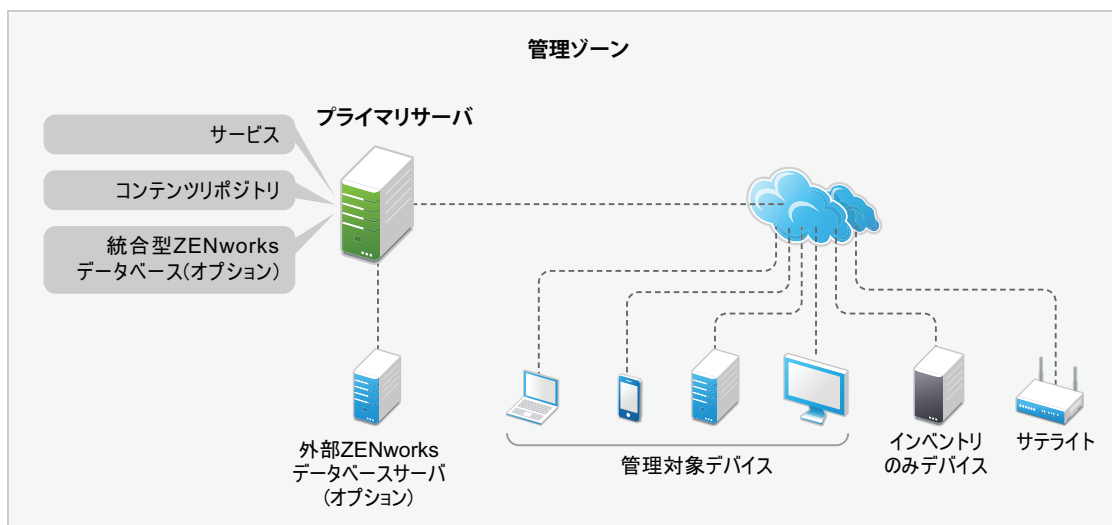 管理ゾーン
プライマリサーバ
サービス
コンテンツリポジトリ
統合型ZENworks
データベース(オプション)
外部ZENworks
データベースサーバ
(オプション)
管理対象デバイス
インベントリ
のみデバイス
サテライト